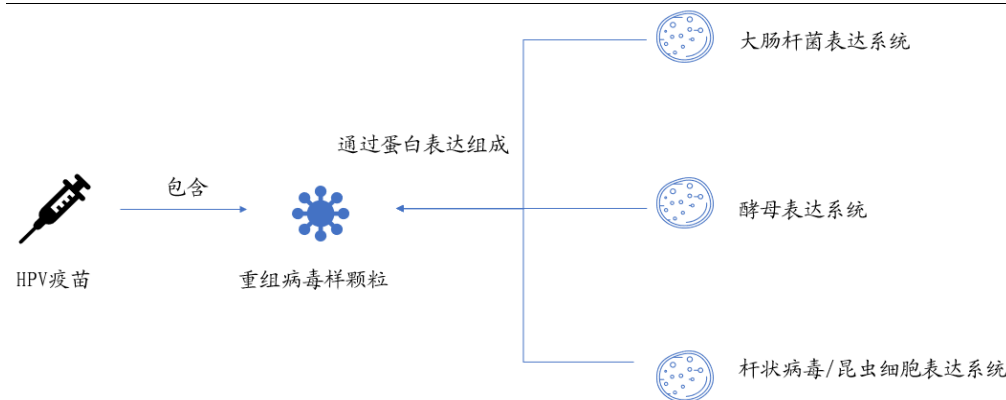 大肠杆菌表达系统
通过蛋白表达组成
包含
酵母表达系统
HPV疫苗
重组病毒样颗粒
杆状病毒/昆虫细胞表达系统